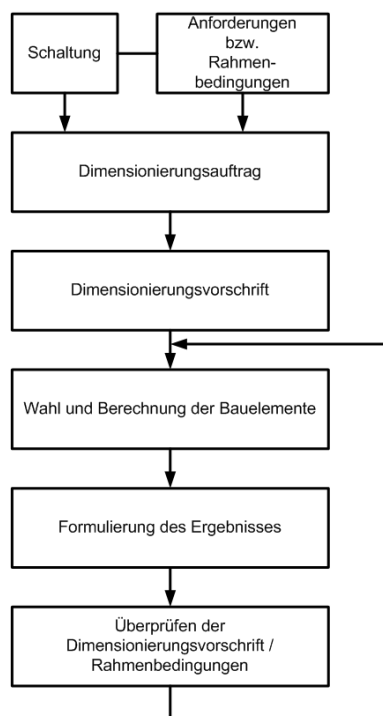 Schaltung
Anforderungen
bzw.
Rahmen-
bedingungen
Dimensionierungsauftrag
Dimensionierungsvorschrift
Wahl und Berechnung der Bauelemente
Formulierung des Ergebnisses
Überprüfen der
Dimensionierungsvorschrift /
Rahmenbedingungen